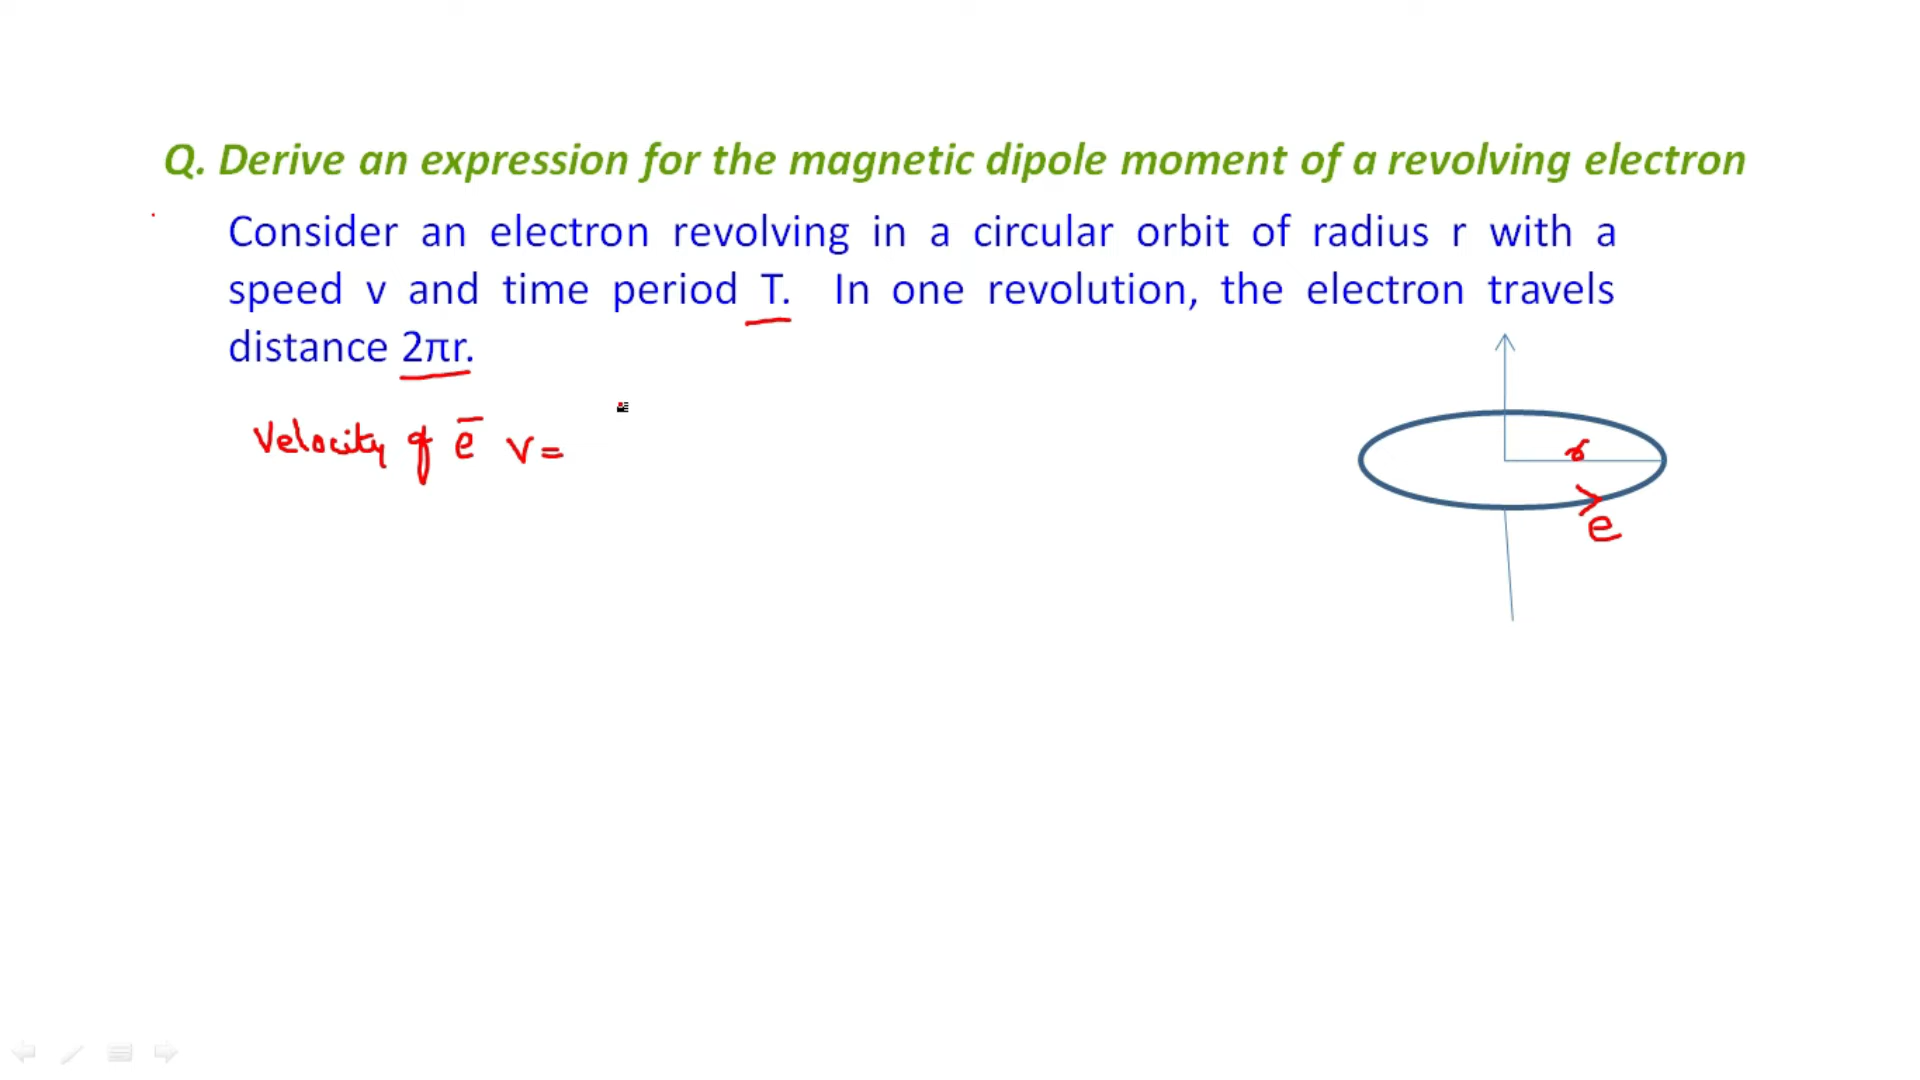 Q. Derive an expression for the magnetic dipole moment of a revolving electron
Consider an electron revolving in a circular orbit of radius r with a
speed v and time period T. In one revolution, the electron travels
distance 2πr.
Velocity of e̅ v=
r
e